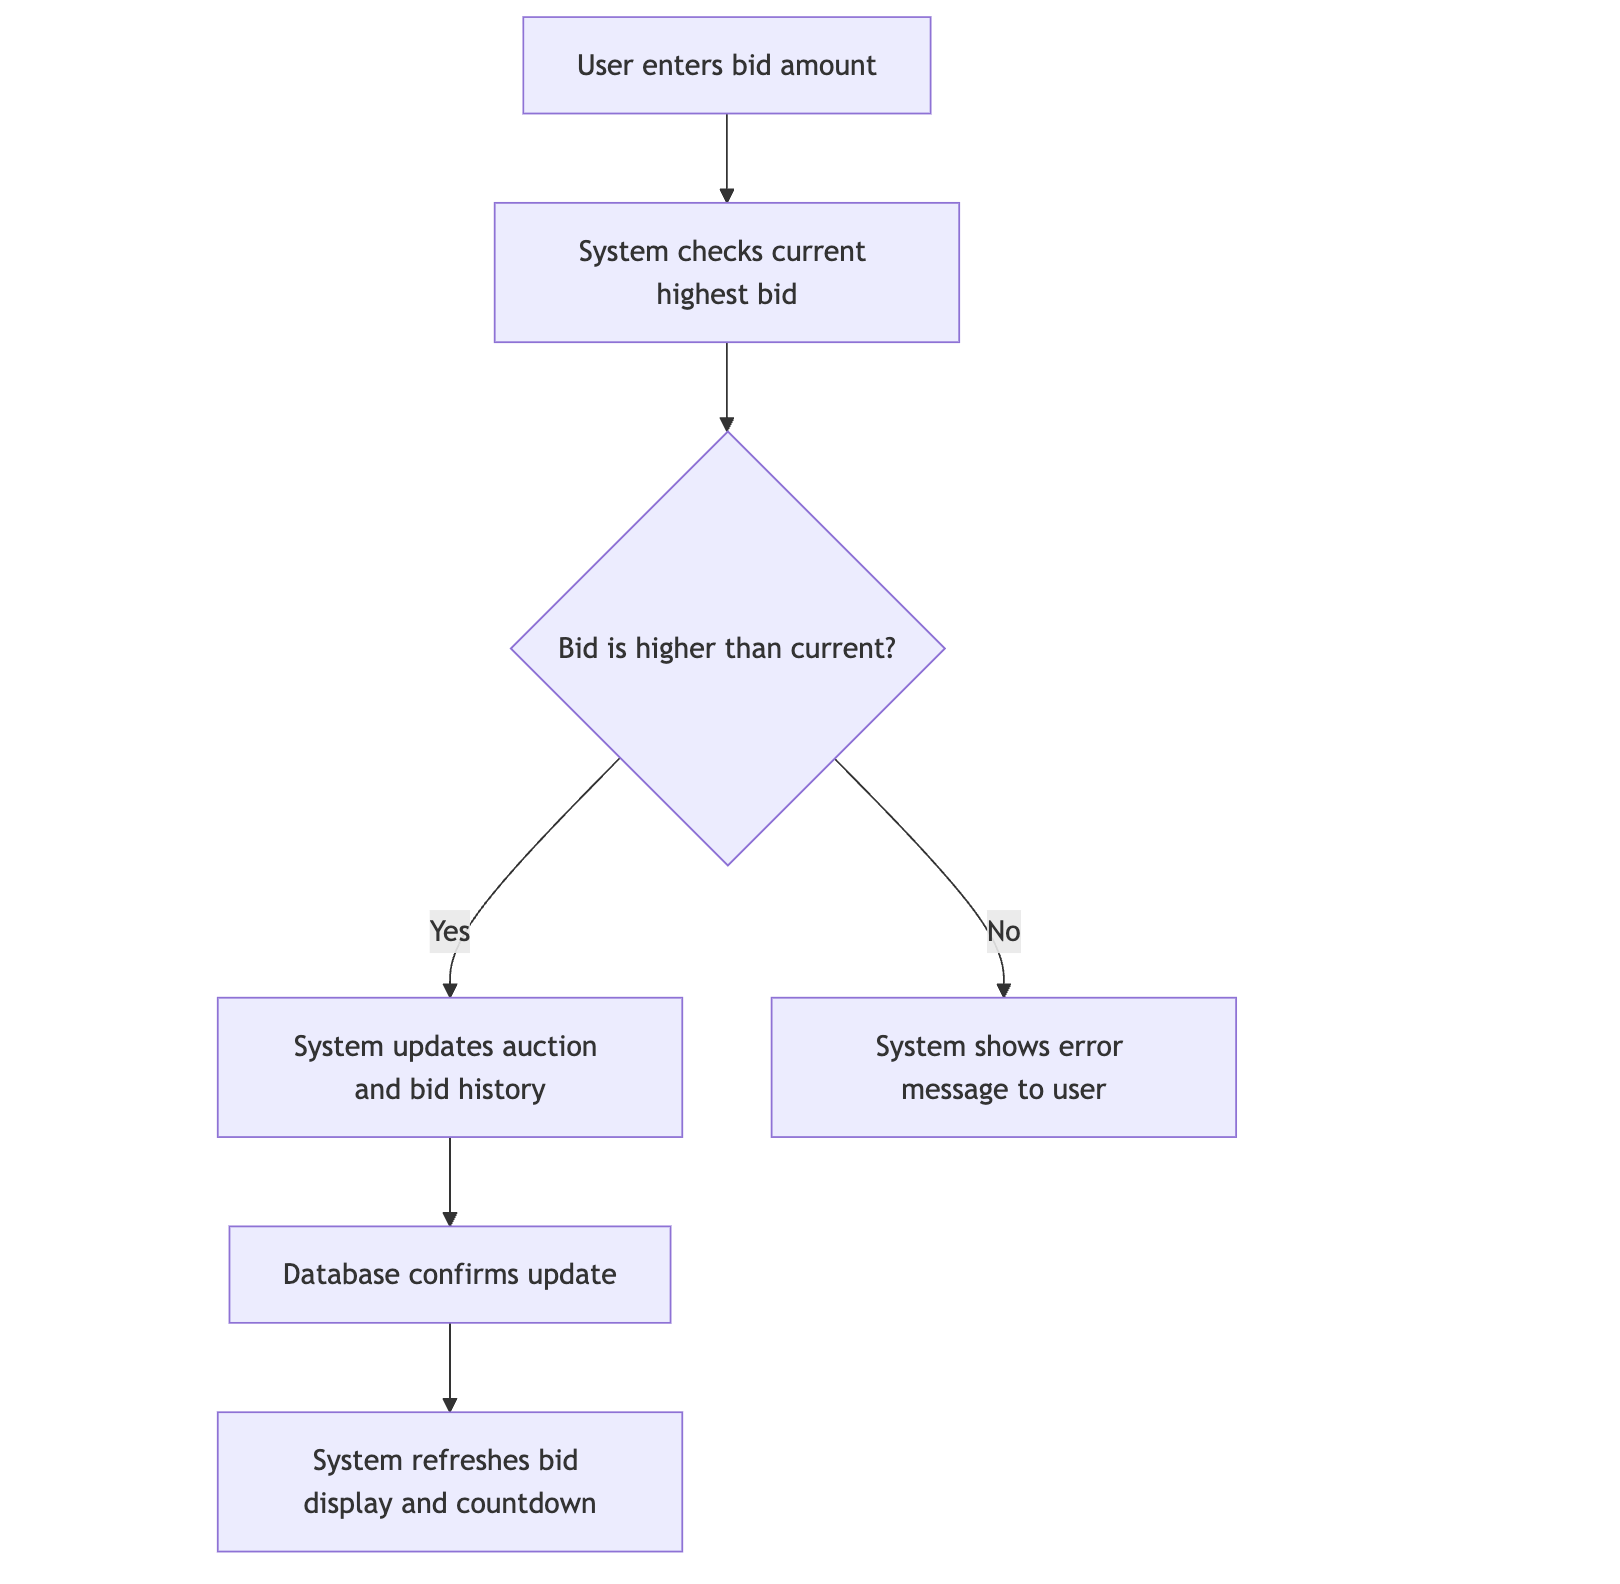 User enters bid amount
System checks current
highest bid
Bid is higher than current?
Yes
No
System updates auction
and bid history
System shows error
message to user
Database confirms update
System refreshes bid
display and countdown